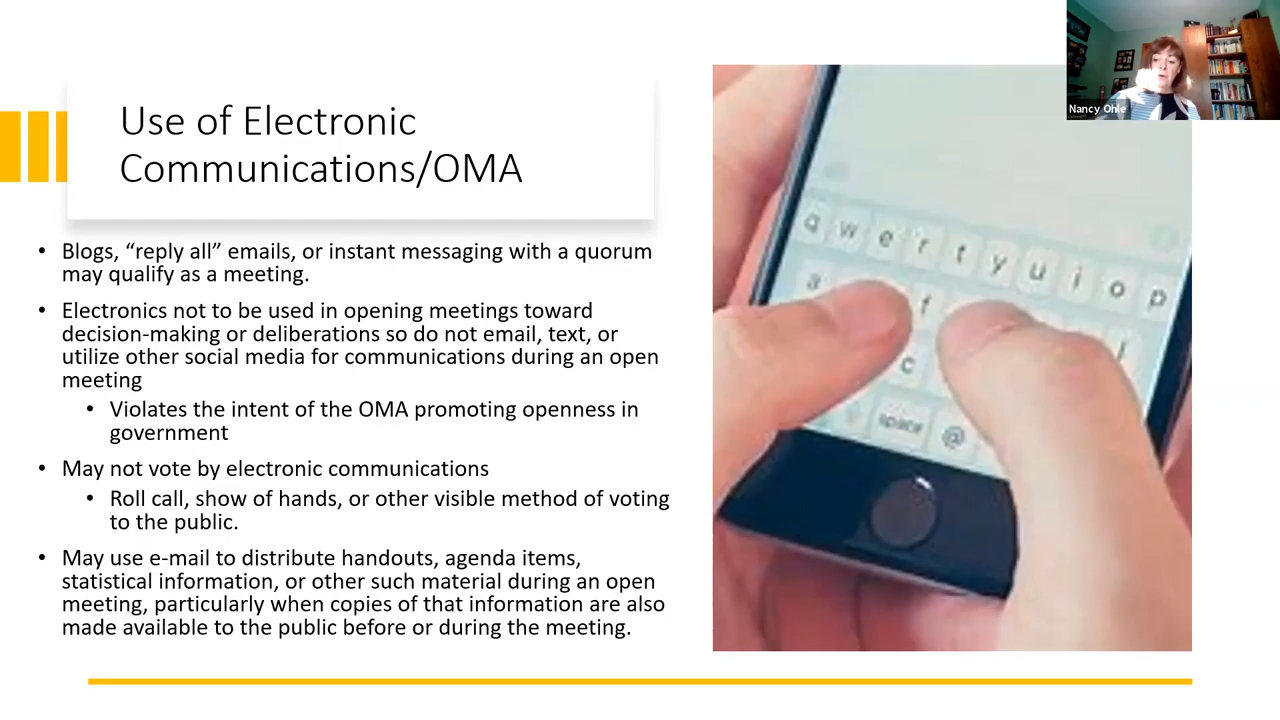 Nancy Ohle
Use of Electronic
Communications/OMA
• Blogs, “reply all” emails, or instant messaging with a quorum
may qualify as a meeting.
• Electronics not to be used in opening meetings toward
decision-making or deliberations so do not email, text, or
utilize other social media for communications during an open
meeting
• Violates the intent of the OMA promoting openness in
government
• May not vote by electronic communications
• Roll call, show of hands, or other visible method of voting
to the public.
• May use e-mail to distribute handouts, agenda items,
statistical information, or other such material during an open
meeting, particularly when copies of that information are also
made available to the public before or during the meeting.
q w e r t y u i o p
a f l
c
space @